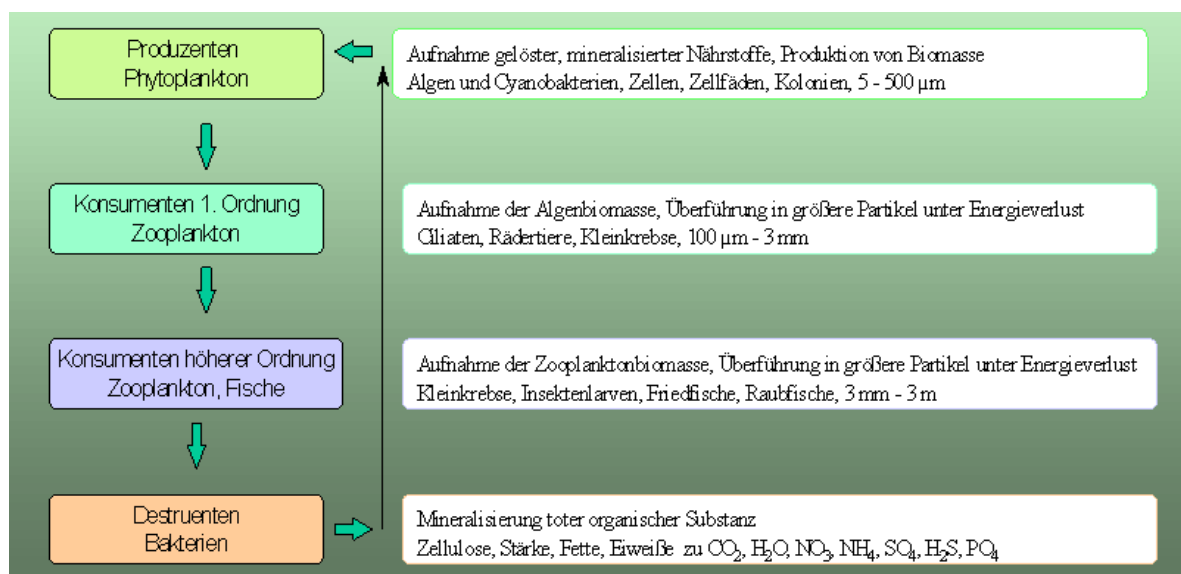 Produzenten
Phytoplankton
Aufnahme gelöster, mineralisierter Nährstoffe, Produktion von Biomasse
Algen und Cyanobakterien, Zellen, Zellfäden, Kolonien, 5 - 500 µm
Konsumenten 1. Ordnung
Zooplankton
Aufnahme der Algenbiomasse, Überführung in größere Partikel unter Energieverlust
Ciliaten, Rädertiere, Kleinkrebse, 100 µm - 3 mm
Konsumenten höherer Ordnung
Zooplankton, Fische
Aufnahme der Zooplanktonbiomasse, Überführung in größere Partikel unter Energieverlust
Kleinkrebse, Insektenlarven, Friedfische, Raubfische, 3 mm - 3 m
Destruenten
Bakterien
Mineralisierung toter organischer Substanz
Zellulose, Stärke, Fette, Eiweiße zu CO₂, H₂O, NO₃, NH₄, SO₄, H₂S, PO₄